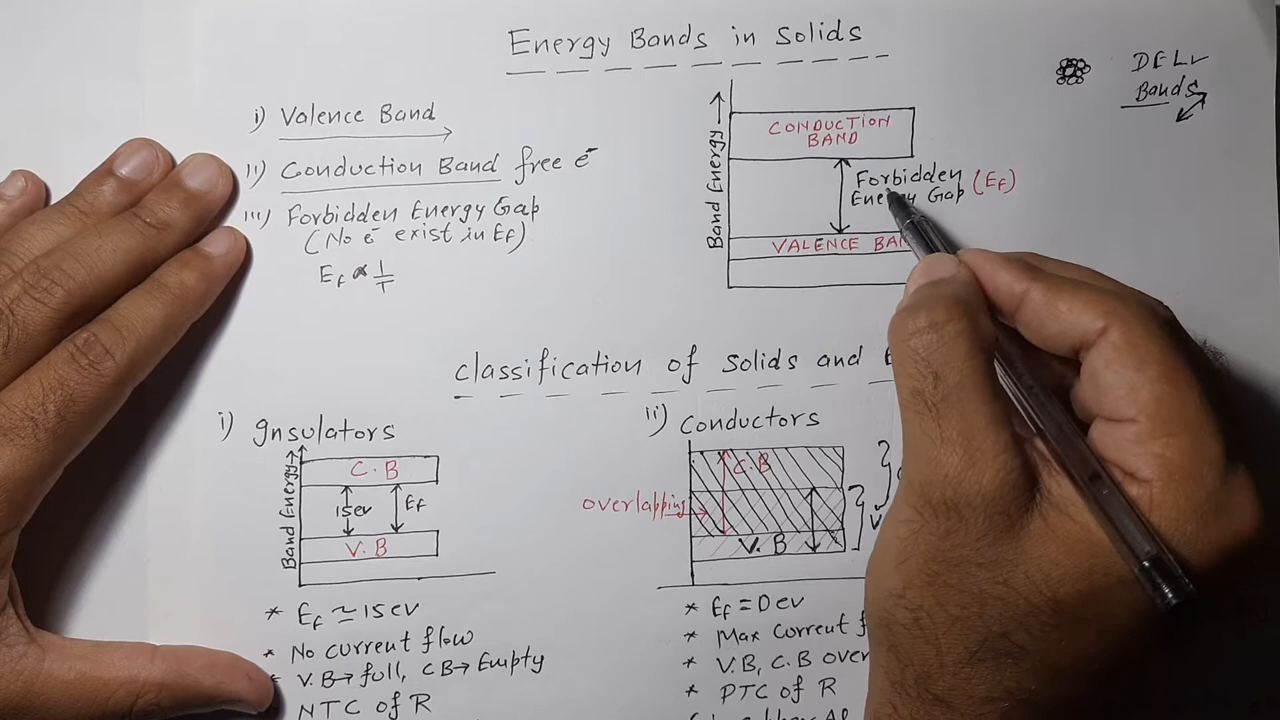 Energy Bands in Solids
i) Valence Band
ii) Conduction Band free e⁻
iii) Forbidden Energy Gap
(No e⁻ exist in EF)
EF ∝ 1/T
Band Energy →
CONDUCTION
BAND
Forbidden
Energy Gap (EF)
VALENCE BAN
Bands
classification of solids and
i) Insulators
Band Energy →
C.B
15ev
EF
V.B
* EF ≃ 15ev
* No current flow
* V.B → full, CB → Empty
NTC of R
ii) Conductors
C.B
overlapping
V.B
* EF = 0ev
* Max current f
* V.B, C.B over
* PTC of R